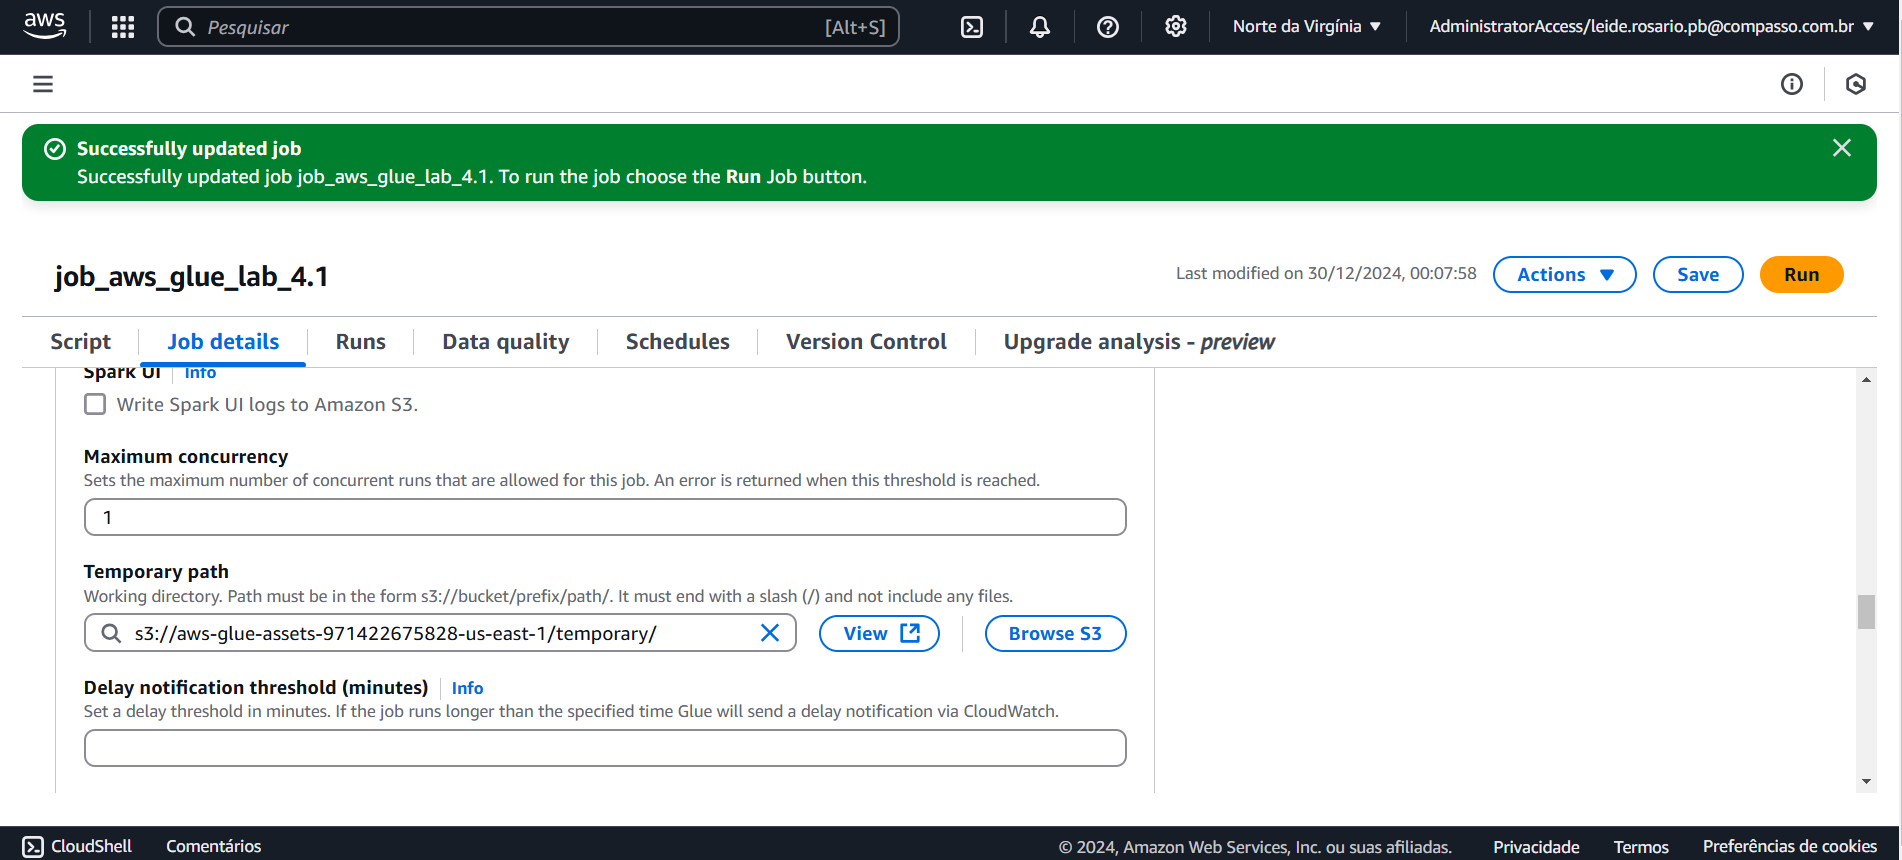 aws
Pesquisar [Alt+S] Norte da Virgínia AdministratorAccess/leide.rosario.pb@compasso.com.br
Successfully updated job
Successfully updated job job_aws_glue_lab_4.1. To run the job choose the Run Job button.
job_aws_glue_lab_4.1
Last modified on 30/12/2024, 00:07:58 Actions Save Run
Script Job details Runs Data quality Schedules Version Control Upgrade analysis - preview
Spark UI Info
Write Spark UI logs to Amazon S3.
Maximum concurrency
Sets the maximum number of concurrent runs that are allowed for this job. An error is returned when this threshold is reached.
1
Temporary path
Working directory. Path must be in the form s3://bucket/prefix/path/. It must end with a slash (/) and not include any files.
s3://aws-glue-assets-971422675828-us-east-1/temporary/ View Browse S3
Delay notification threshold (minutes) Info
Set a delay threshold in minutes. If the job runs longer than the specified time Glue will send a delay notification via CloudWatch.
CloudShell Comentários © 2024, Amazon Web Services, Inc. ou suas afiliadas. Privacidade Termos Preferências de cookies